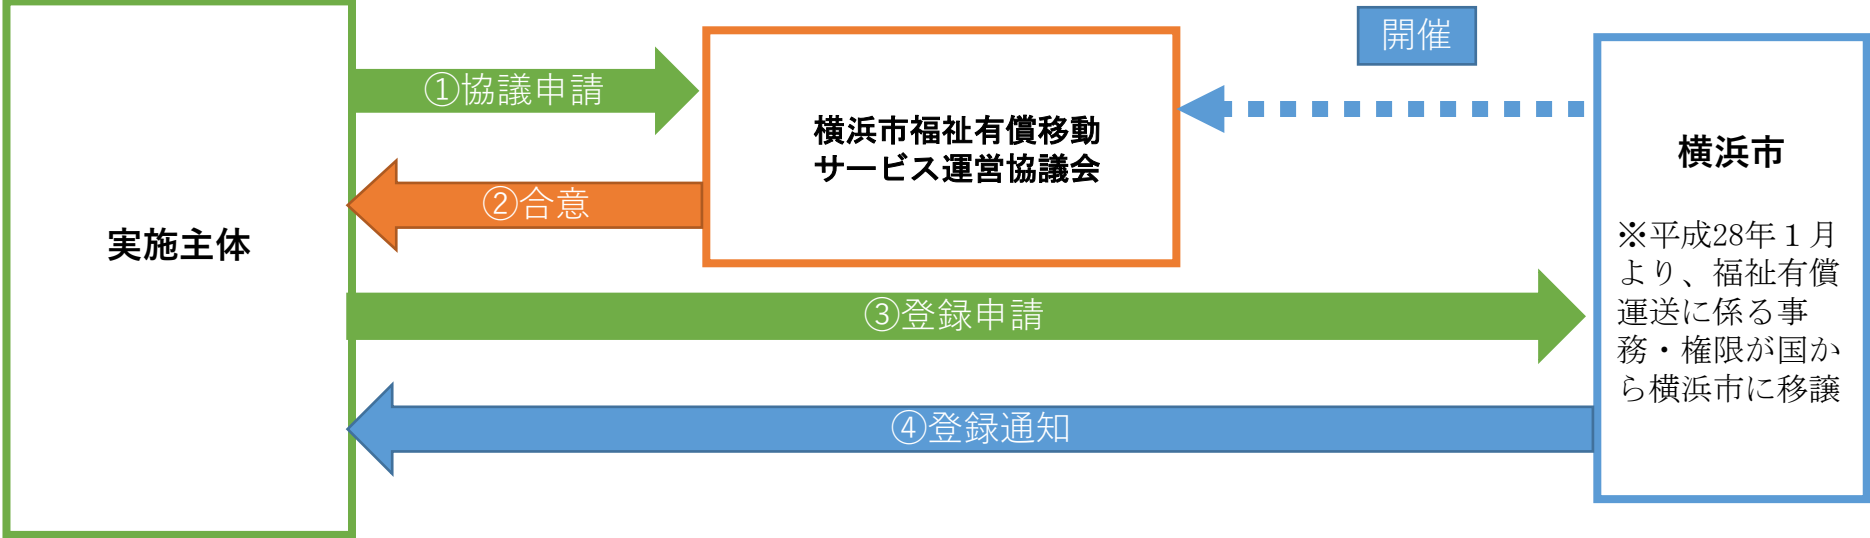 開催
①協議申請
横浜市福祉有償移動
サービス運営協議会
②合意
実施主体
横浜市
※平成28年１月
より、福祉有償
運送に係る事
務・権限が国か
ら横浜市に移譲
③登録申請
④登録通知